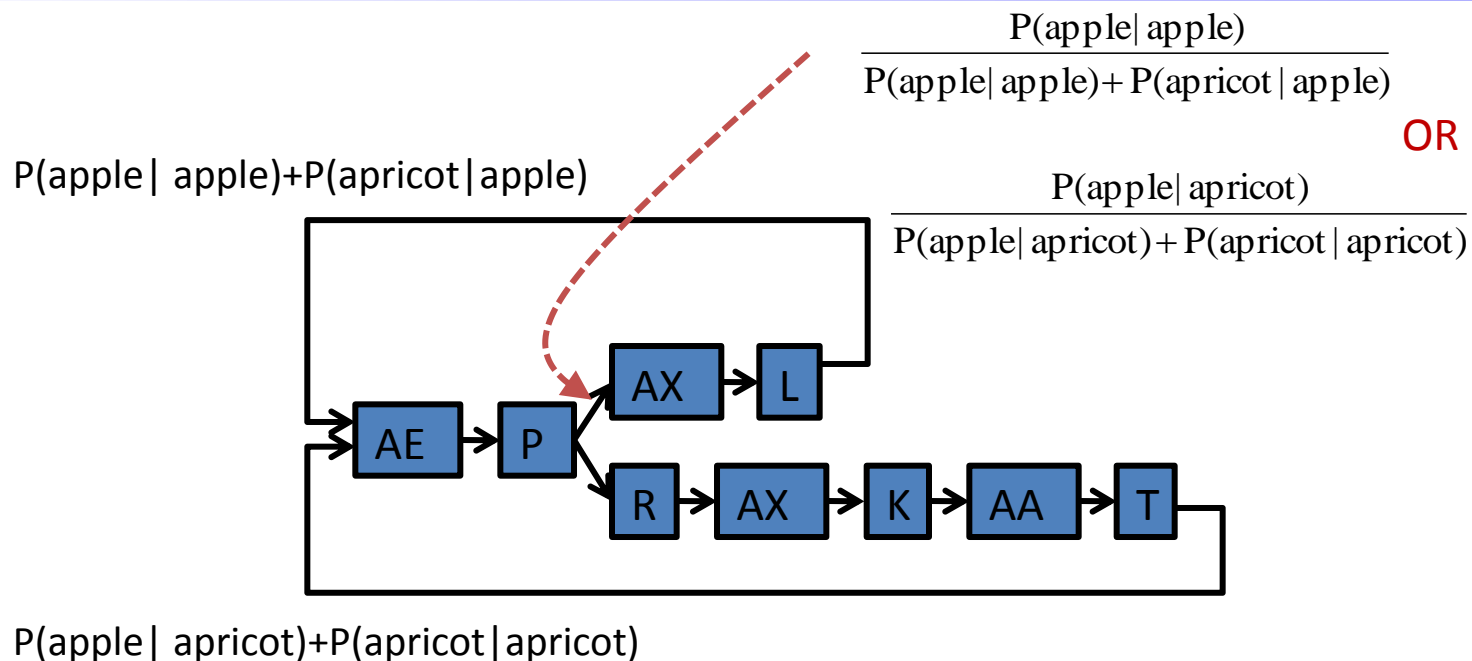 P(apple| apple)
P(apple| apple)+ P(apricot | apple)
OR
P(apple| apple)+P(apricot|apple)
P(apple| apricot)
P(apple| apricot)+ P(apricot | apricot)
AX L
AE P
R AX K AA T
P(apple| apricot)+P(apricot|apricot)